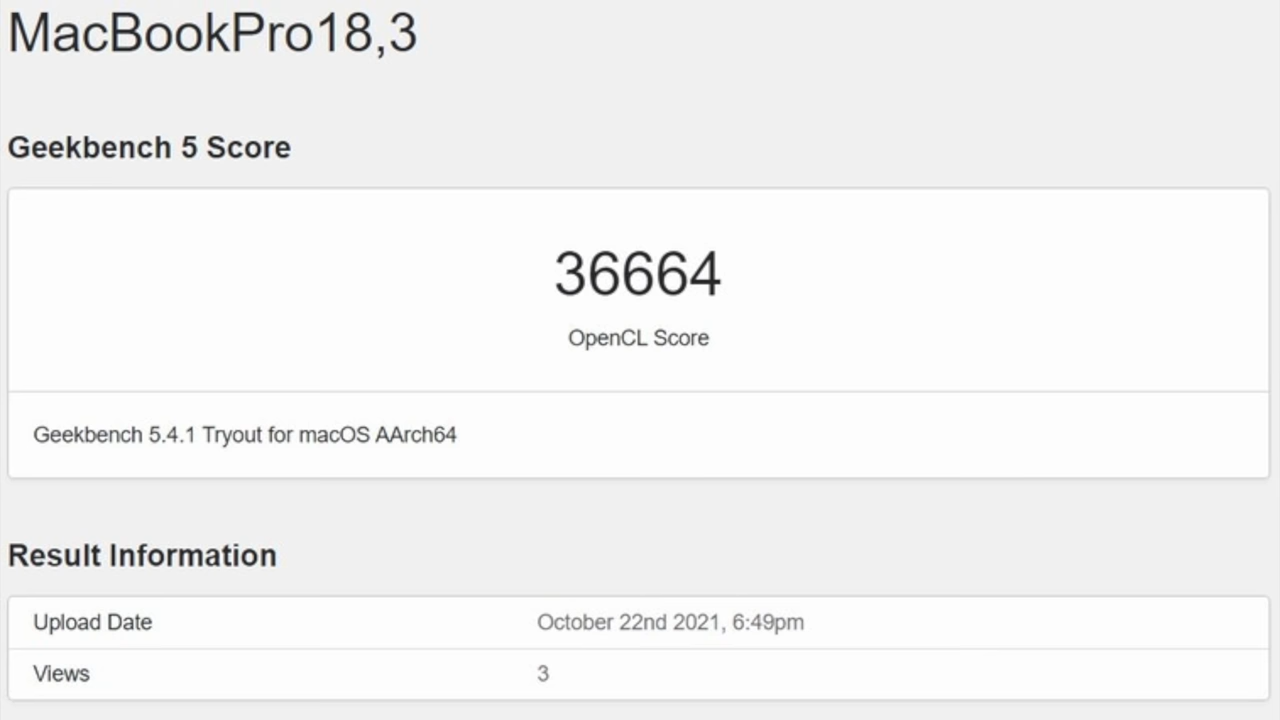 MacBookPro18,3
Geekbench 5 Score
36664
OpenCL Score
Geekbench 5.4.1 Tryout for macOS AArch64
Result Information
Upload Date October 22nd 2021, 6:49pm
Views 3